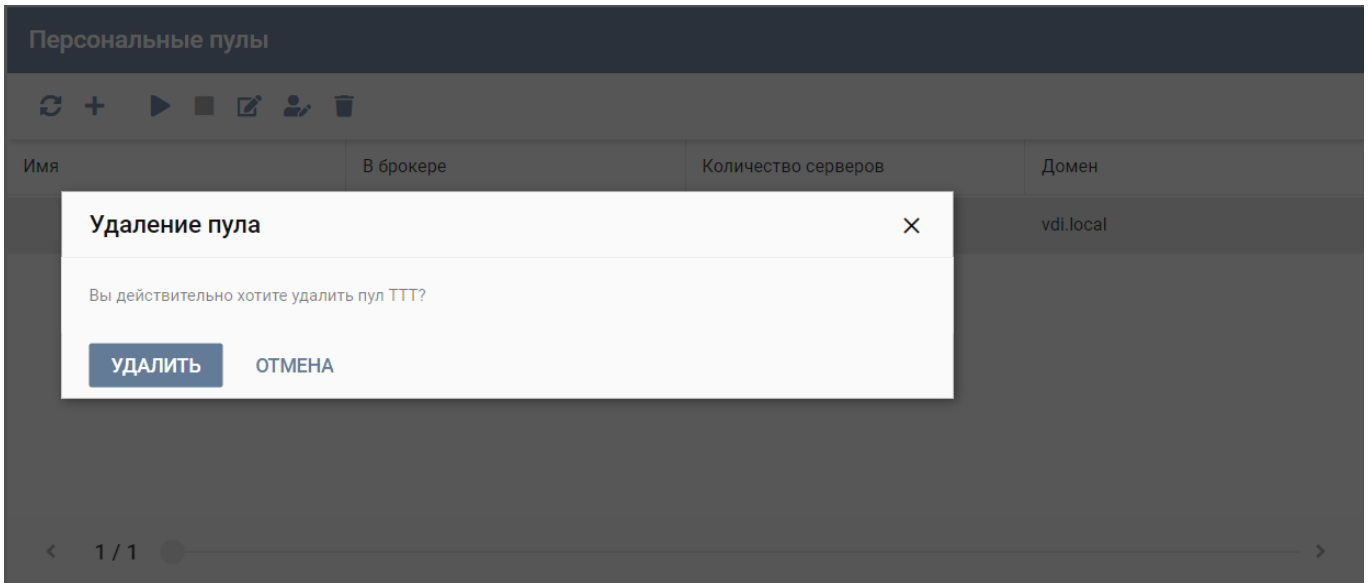 Персональные пулы
Имя В брокере Количество серверов Домен
Удаление пула
vdi.local
Вы действительно хотите удалить пул ТТТ?
УДАЛИТЬ ОТМЕНА
1 / 1